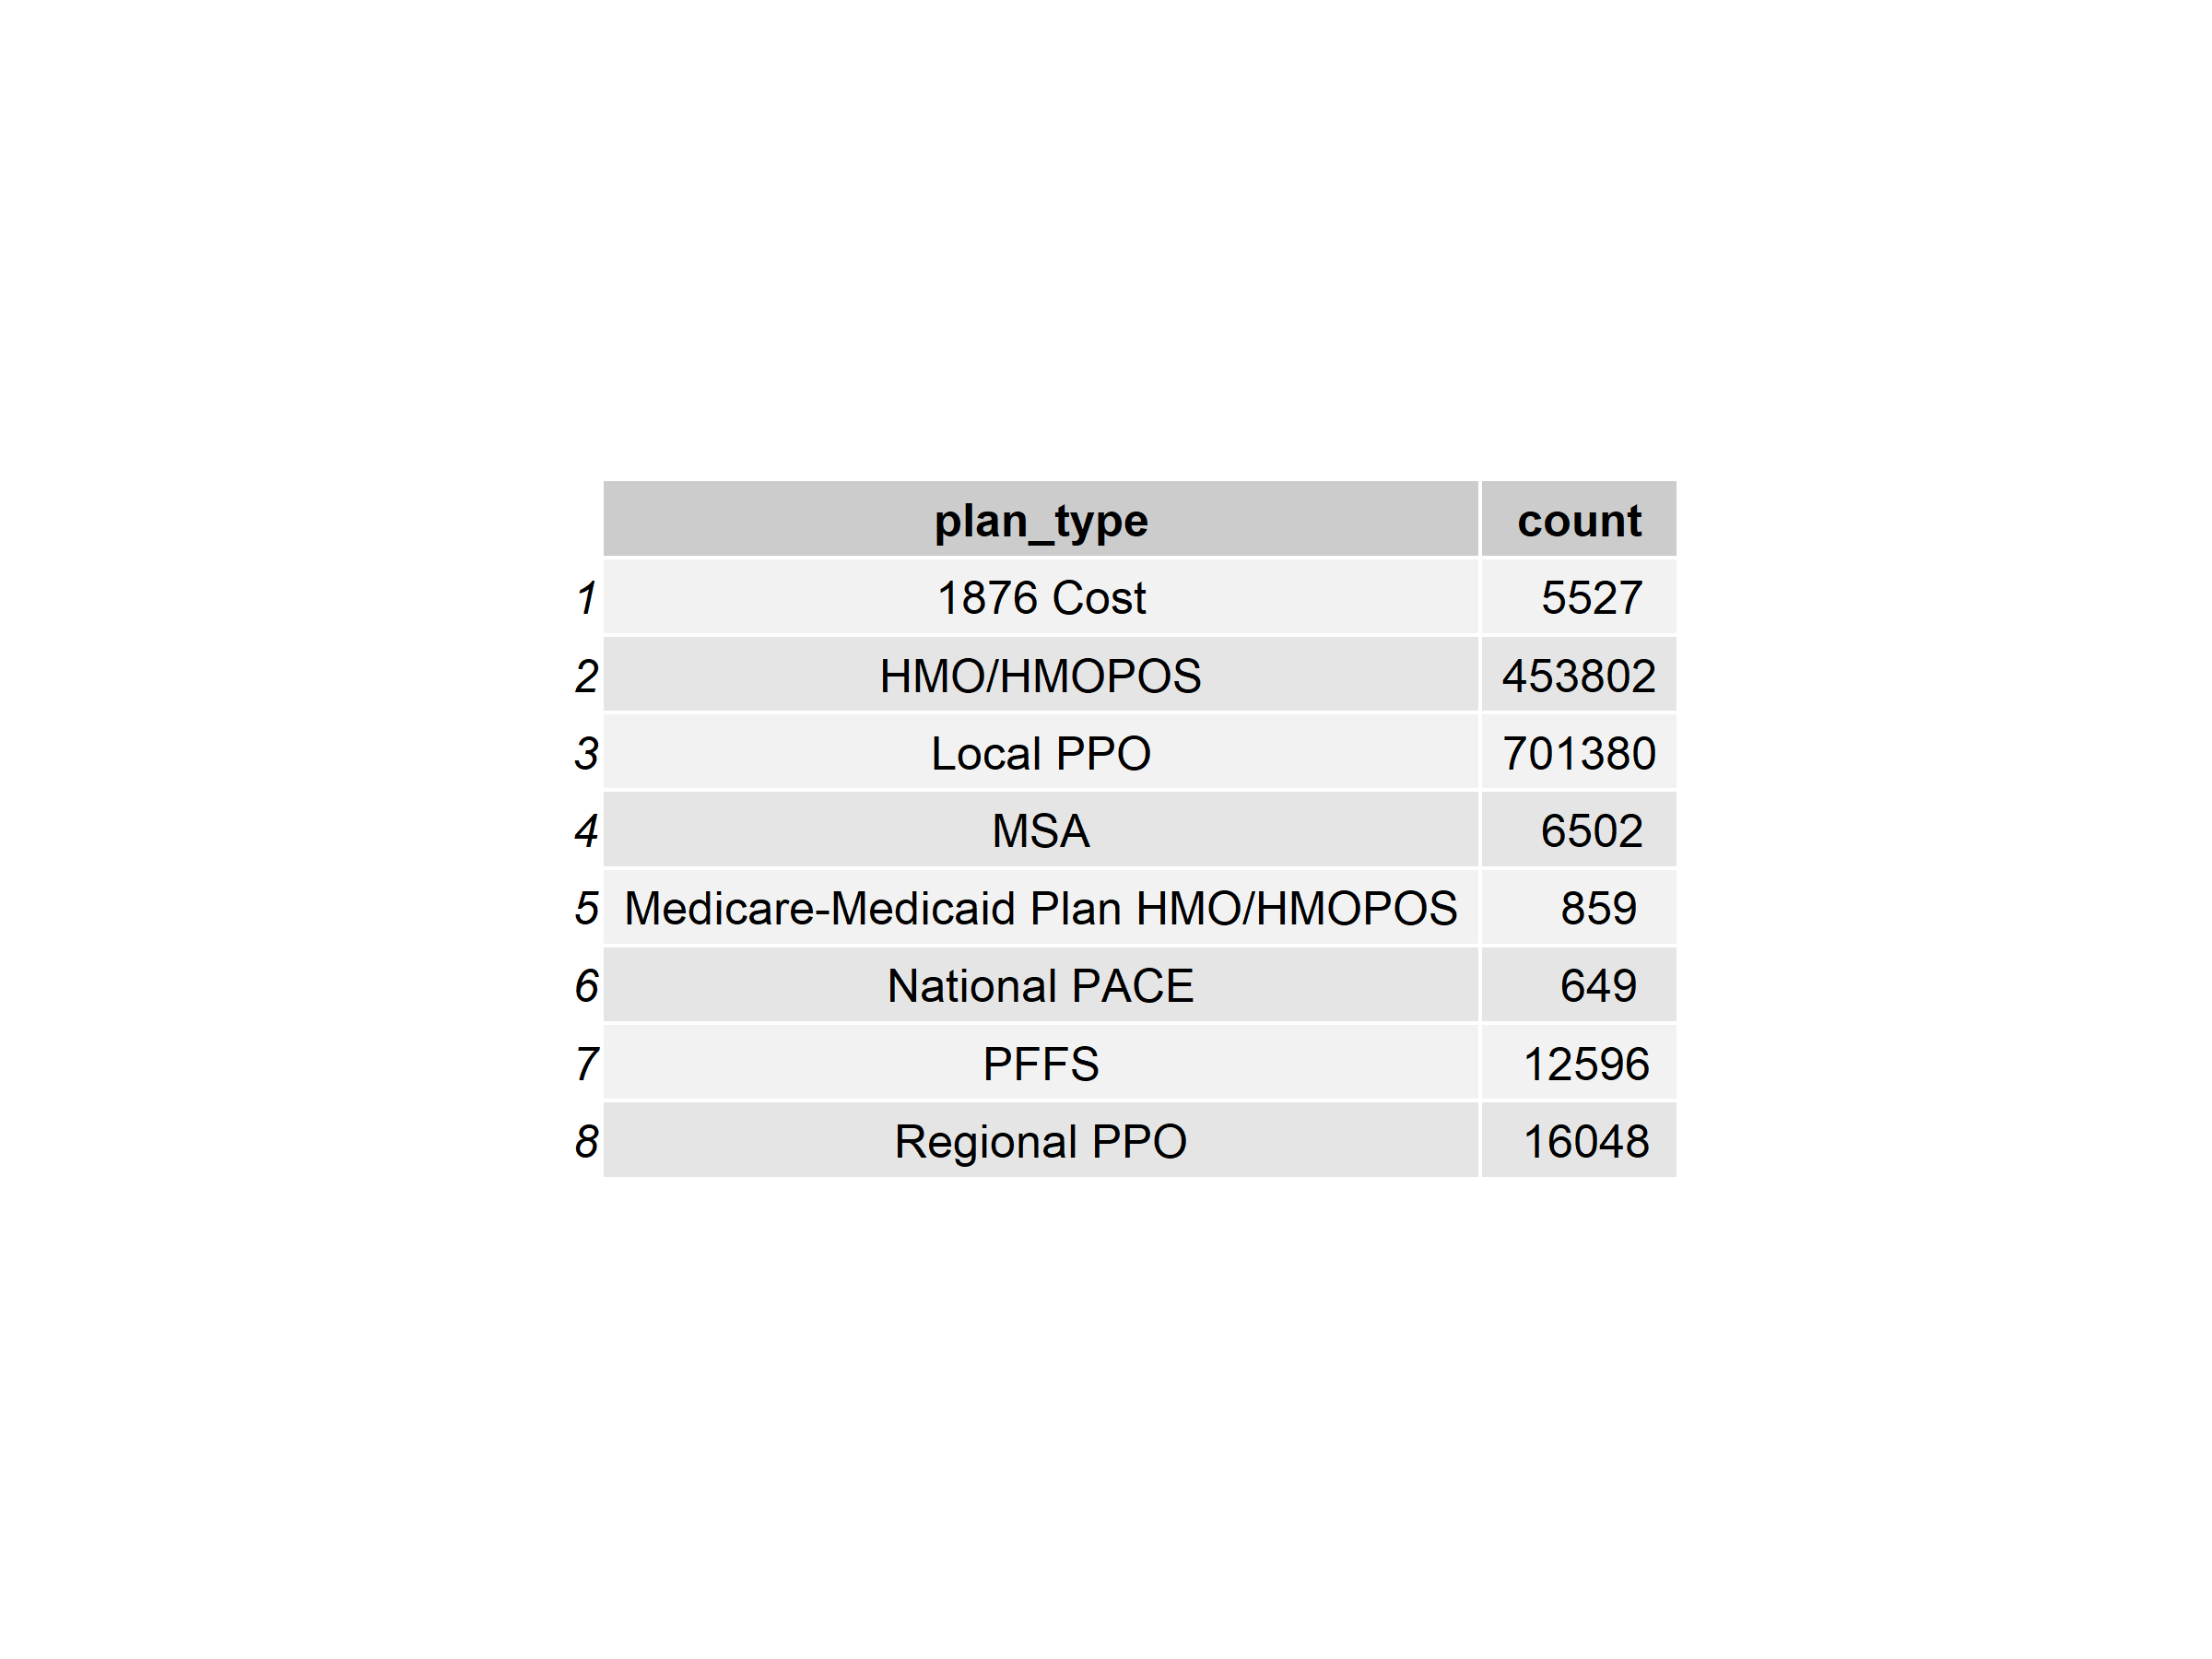 plan_type count
1 1876 Cost 5527
2 HMO/HMOPOS 453802
3 Local PPO 701380
4 MSA 6502
5 Medicare-Medicaid Plan HMO/HMOPOS 859
6 National PACE 649
7 PFFS 12596
8 Regional PPO 16048